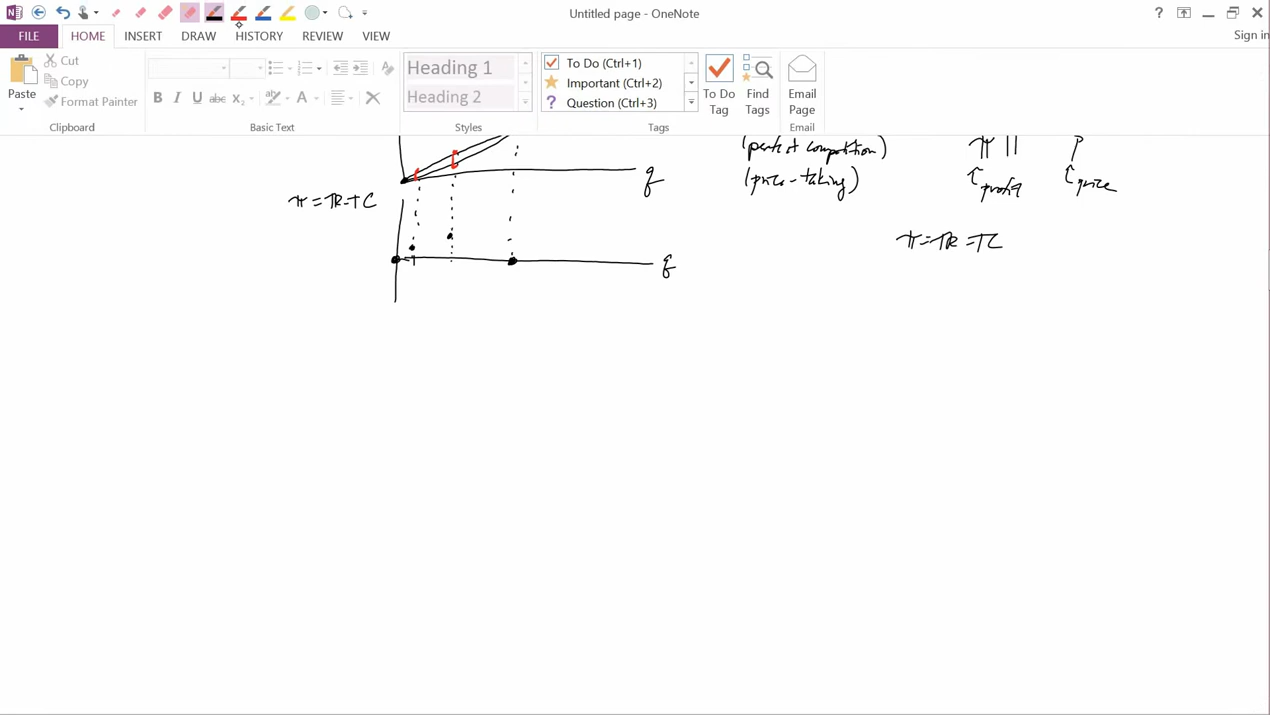 Untitled page - OneNote
?
FILE
HOME
INSERT
DRAW
HISTORY
REVIEW
VIEW
Sign in
Paste
Cut
Copy
Format Painter
Clipboard
B I U abc x₂ A
Basic Text
Heading 1
Heading 2
Styles
To Do (Ctrl+1)
Important (Ctrl+2)
? Question (Ctrl+3)
To Do Tag
Find Tags
Tags
Email Page
Email
(perfect competition)
π Π p
(price-taking)
profit price
q
π = TR - TC
π = TR - TC
q